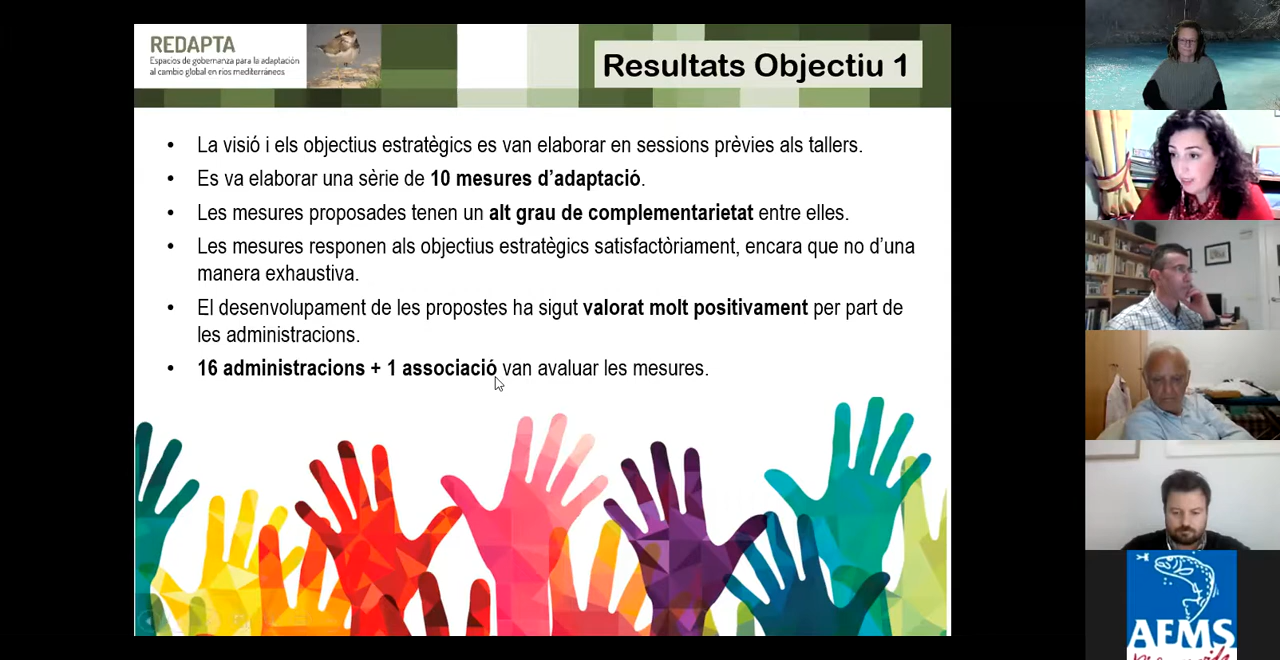 REDAPTA
Espacios de gobernanza para la adaptación
al cambio global en ríos mediterráneos
Resultats Objectiu 1
• La visió i els objectius estratègics es van elaborar en sessions prèvies als tallers.
• Es va elaborar una sèrie de 10 mesures d’adaptació.
• Les mesures proposades tenen un alt grau de complementarietat entre elles.
• Les mesures responen als objectius estratègics satisfactòriament, encara que no d’una
manera exhaustiva.
• El desenvolupament de les propostes ha sigut valorat molt positivament per part de
les administracions.
• 16 administracions + 1 associació van avaluar les mesures.
AEMS